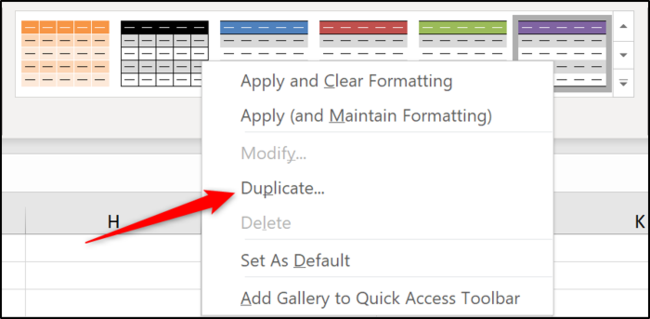 Apply and Clear Formatting
Apply (and Maintain Formatting)
Modify...
Duplicate...
Delete
H K
Set As Default
Add Gallery to Quick Access Toolbar